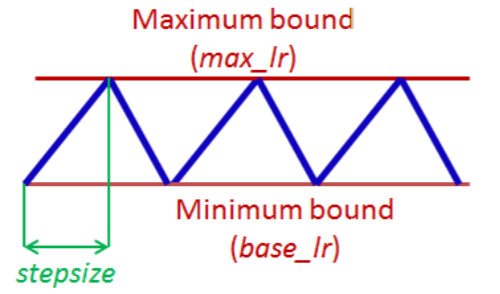 Maximum bound
(max_lr)
Minimum bound
(base_lr)
stepsize